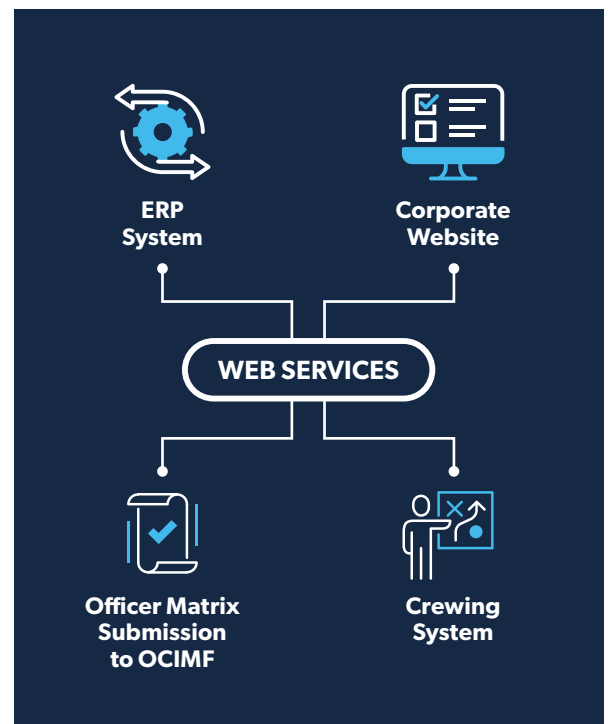 ERP
System
Corporate
Website
WEB SERVICES
Officer Matrix
Submission
to OCIMF
Crewing
System